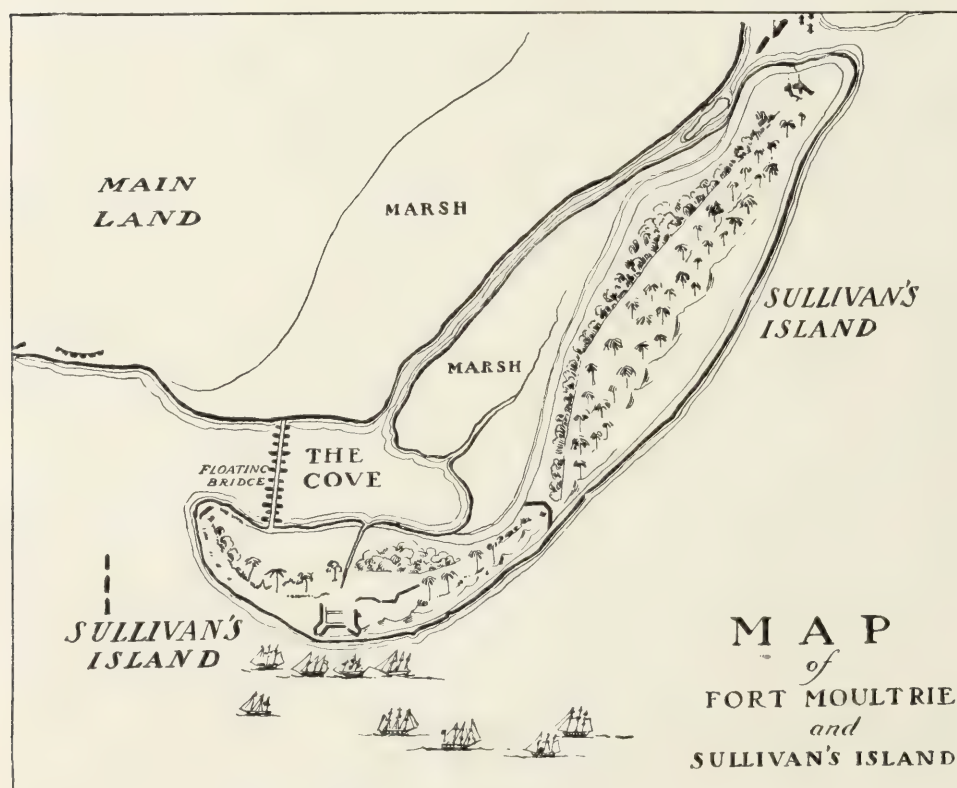 MAIN
LAND
MARSH
SULLIVAN'S
ISLAND
MARSH
FLOATING
BRIDGE
THE
COVE
SULLIVAN'S
ISLAND
MAP
of
FORT MOULTRIE
and
SULLIVAN'S ISLAND